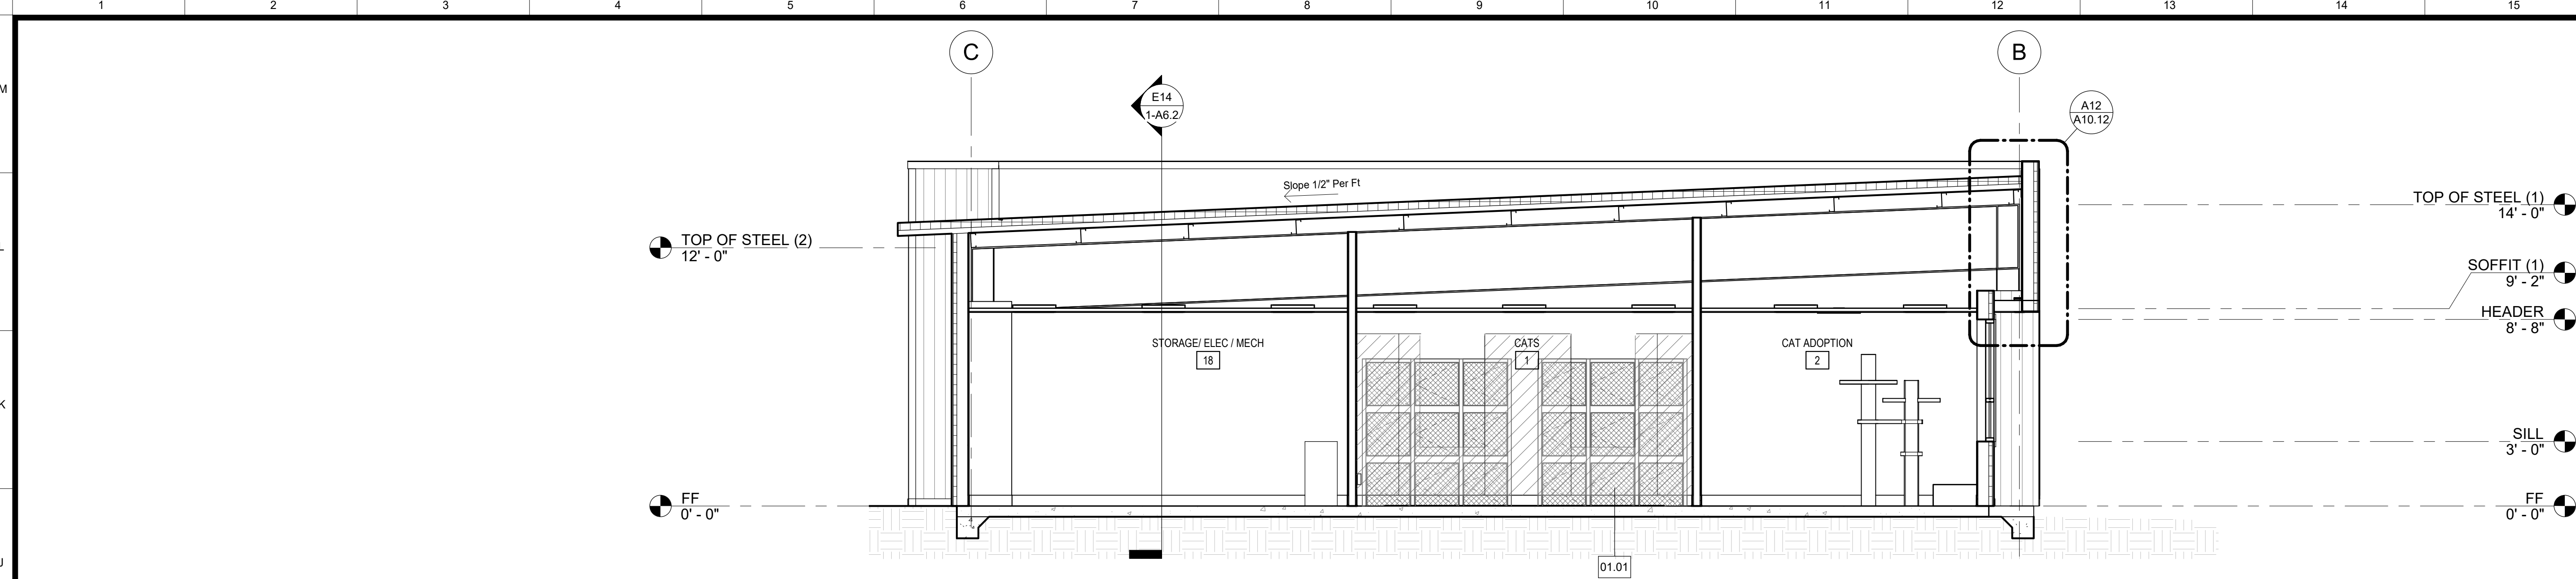 1 2 3 4 5 6 7 8 9 10 11 12 13 14 15
C
B
M
E14
1-A6.2
A12
A10.12
Slope 1/2" Per Ft
TOP OF STEEL (1)
14' - 0"
L
TOP OF STEEL (2)
12' - 0"
SOFFIT (1)
9' - 2"
HEADER
8' - 8"
STORAGE/ ELEC / MECH
18
CATS
1
CAT ADOPTION
2
K
SILL
3' - 0"
FF
0' - 0"
FF
0' - 0"
J
01.01